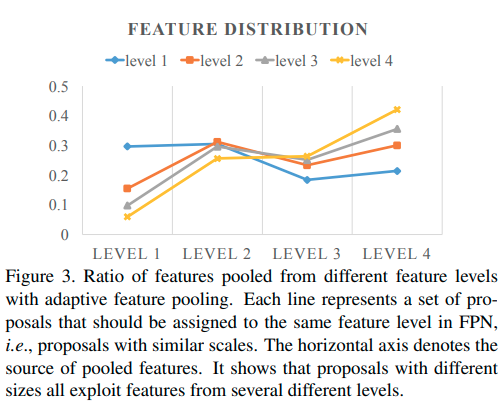 FEATURE DISTRIBUTION
level 1 level 2 level 3 level 4
0.5
0.4
0.3
0.2
0.1
0
LEVEL 1 LEVEL 2 LEVEL 3 LEVEL 4
Figure 3. Ratio of features pooled from different feature levels
with adaptive feature pooling. Each line represents a set of pro-
posals that should be assigned to the same feature level in FPN,
i.e., proposals with similar scales. The horizontal axis denotes the
source of pooled features. It shows that proposals with different
sizes all exploit features from several different levels.